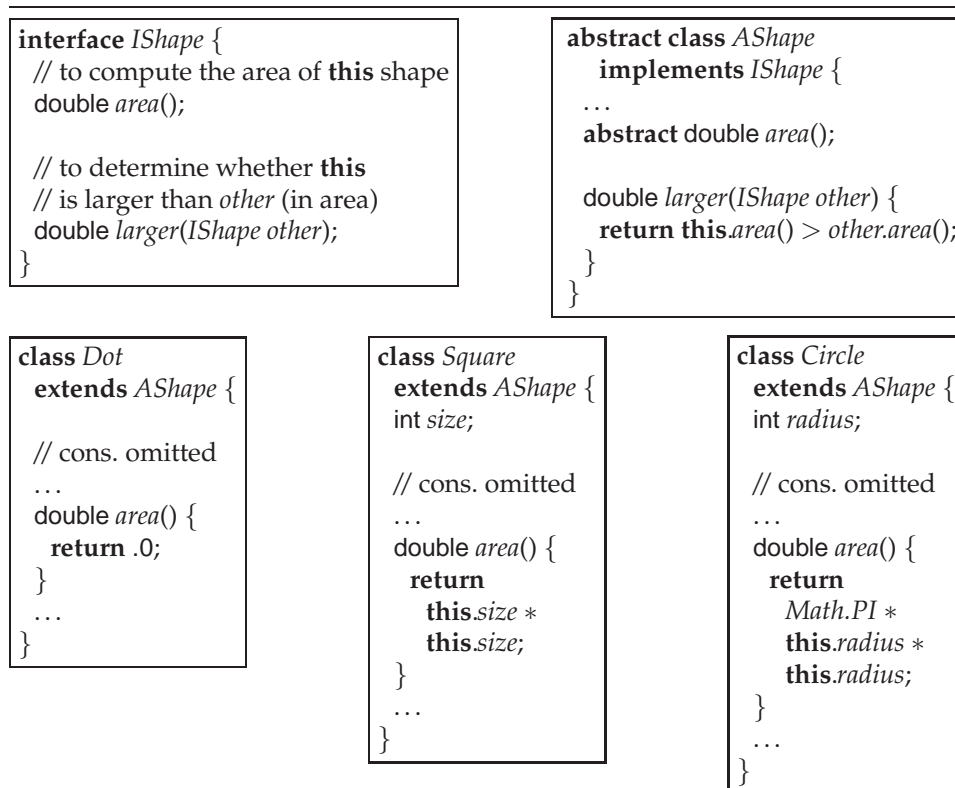 interface IShape {
// to compute the area of this shape
double area();
// to determine whether this
// is larger than other (in area)
double larger(IShape other);
}
abstract class AShape
implements IShape {
...
abstract double area();
double larger(IShape other) {
return this.area() > other.area();
}
}
class Dot
extends AShape {
// cons. omitted
...
double area() {
return .0;
}
...
}
class Square
extends AShape {
int size;
// cons. omitted
...
double area() {
return
this.size *
this.size;
}
...
}
class Circle
extends AShape {
int radius;
// cons. omitted
...
double area() {
return
Math.PI *
this.radius *
this.radius;
}
...
}